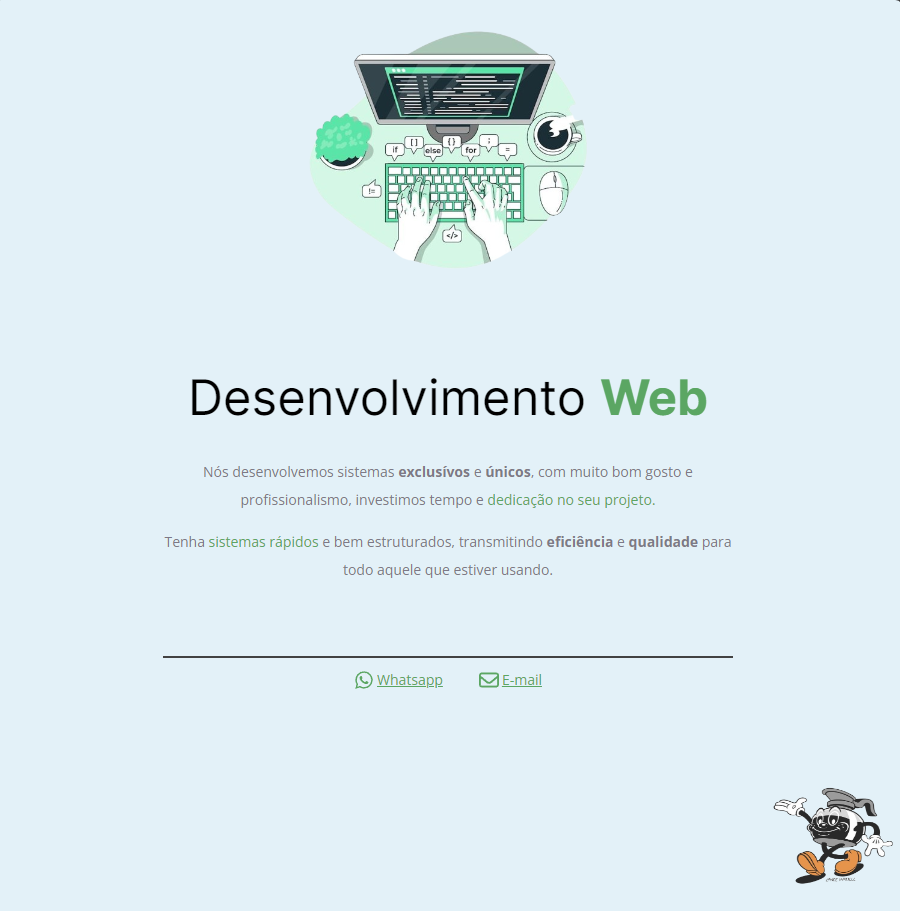 [ ] { } ;
if else for =
!=
</>
Desenvolvimento Web
Nós desenvolvemos sistemas exclusívos e únicos, com muito bom gosto e
profissionalismo, investimos tempo e dedicação no seu projeto.
Tenha sistemas rápidos e bem estruturados, transmitindo eficiência e qualidade para
todo aquele que estiver usando.
Whatsapp E-mail